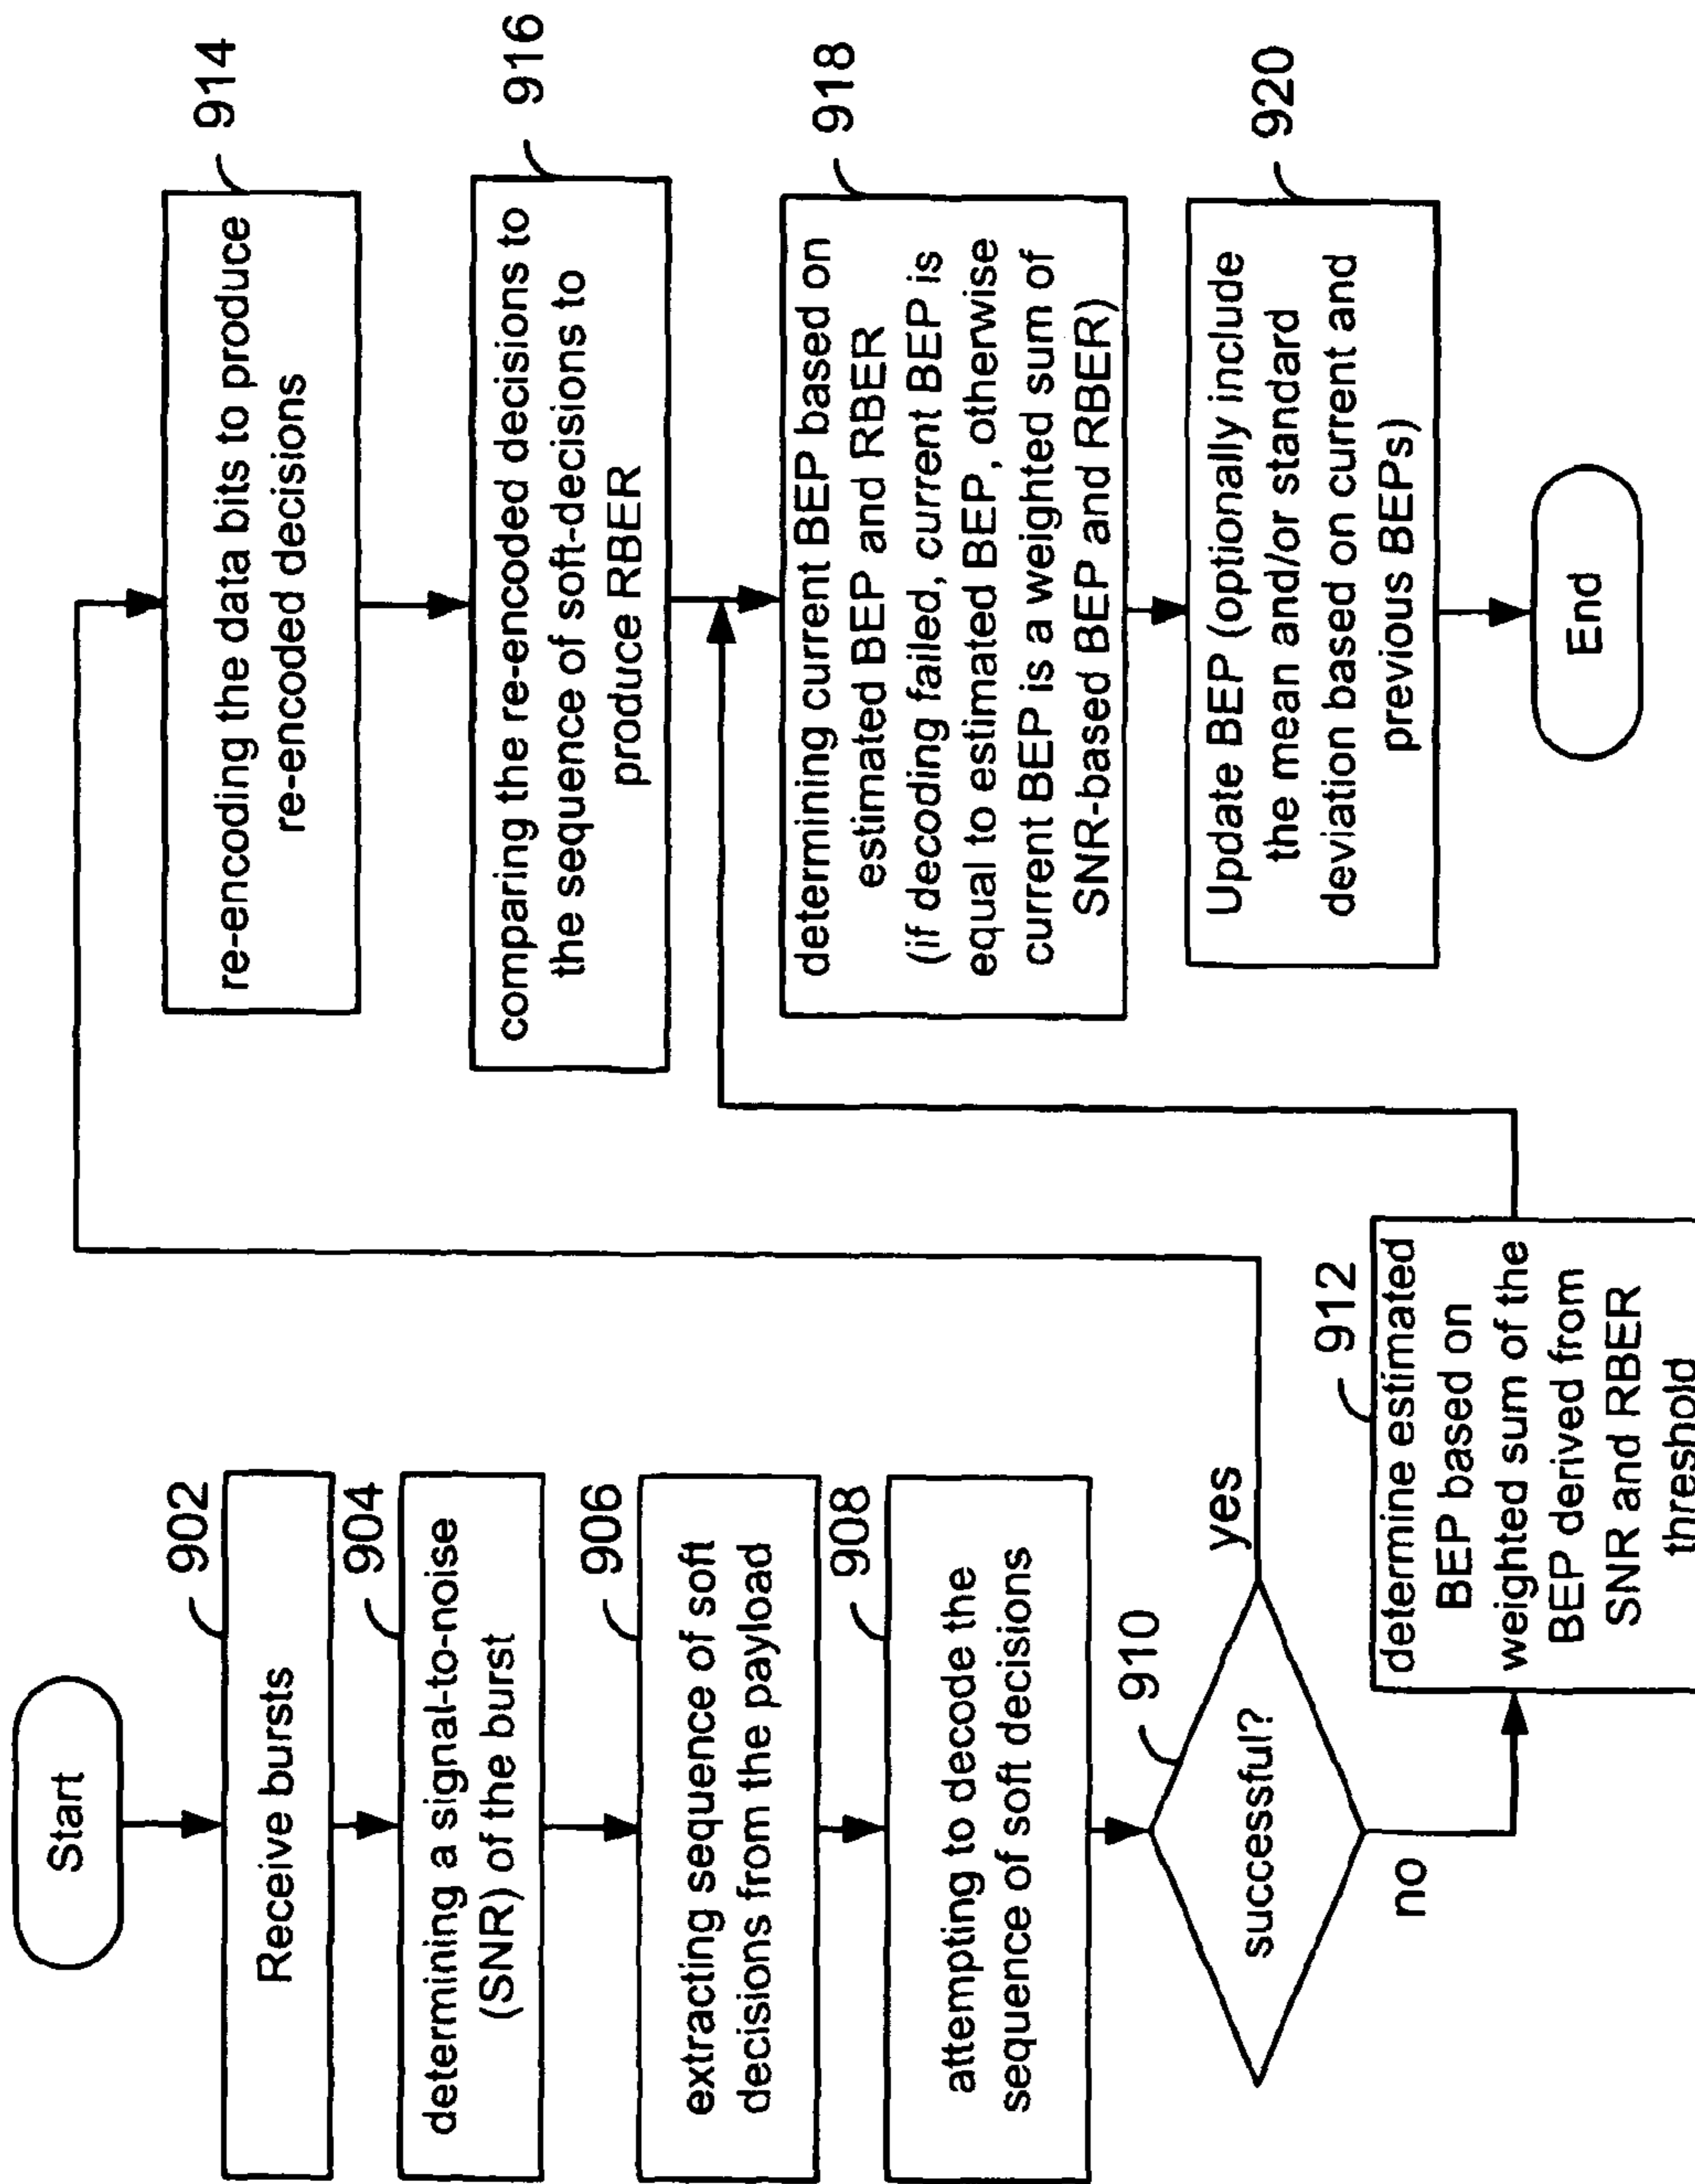 Start
902
Receive bursts
904
determining a signal-to-noise
(SNR) of the burst
906
extracting sequence of soft
decisions from the payload
908
attempting to decode the
sequence of soft decisions
910
successful?
yes
no
912
determine estimated
BEP based on
weighted sum of the
BEP derived from
SNR and RBER
threshold
914
re-encoding the data bits to produce
re-encoded decisions
916
comparing the re-encoded decisions to
the sequence of soft-decisions to
produce RBER
918
determining current BEP based on
estimated BEP and RBER
(if decoding failed, current BEP is
equal to estimated BEP, otherwise
current BEP is a weighted sum of
SNR-based BEP and RBER)
920
Update BEP (optionally include
the mean and/or standard
deviation based on current and
previous BEPs)
End